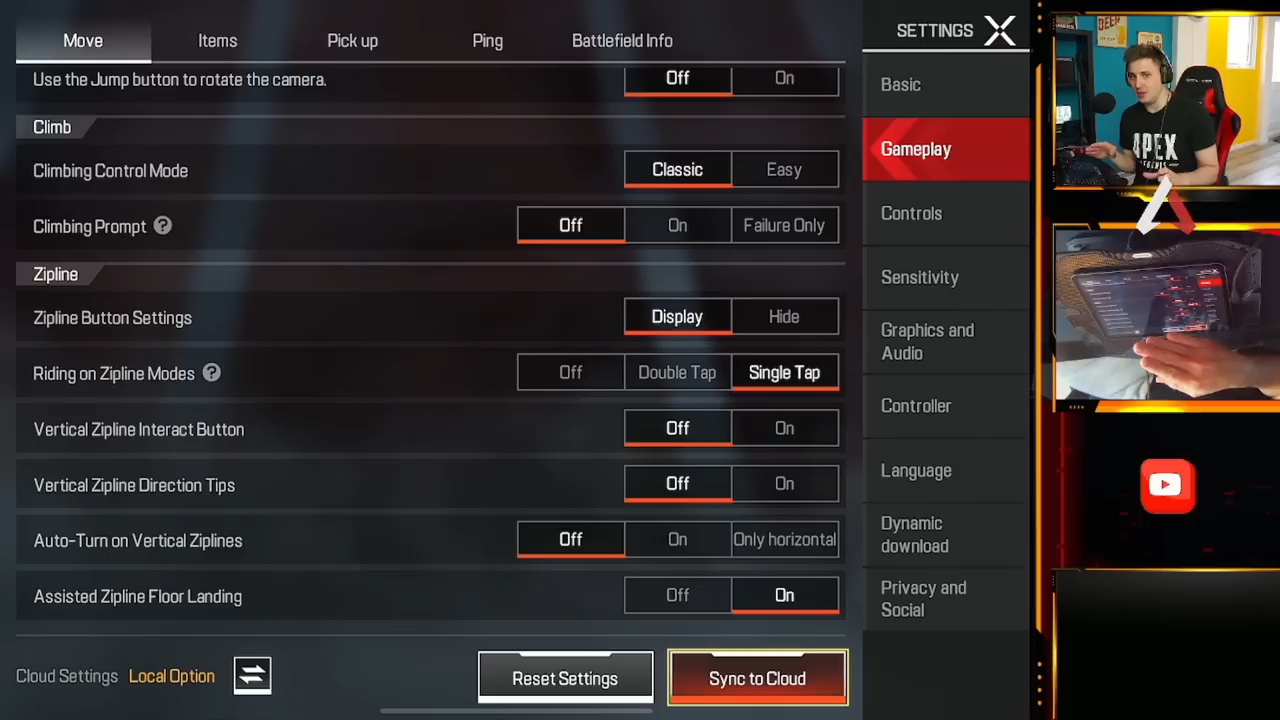 Move Items Pick up Ping Battlefield Info
SETTINGS
Use the Jump button to rotate the camera. Off On
Climb
Climbing Control Mode Classic Easy
Climbing Prompt ? Off On Failure Only
Zipline
Zipline Button Settings Display Hide
Riding on Zipline Modes ? Off Double Tap Single Tap
Vertical Zipline Interact Button Off On
Vertical Zipline Direction Tips Off On
Auto-Turn on Vertical Ziplines Off On Only horizontal
Assisted Zipline Floor Landing Off On
Cloud Settings Local Option Reset Settings Sync to Cloud
Basic
Gameplay
Controls
Sensitivity
Graphics and
Audio
Controller
Language
Dynamic
download
Privacy and
Social
BEER
APEX